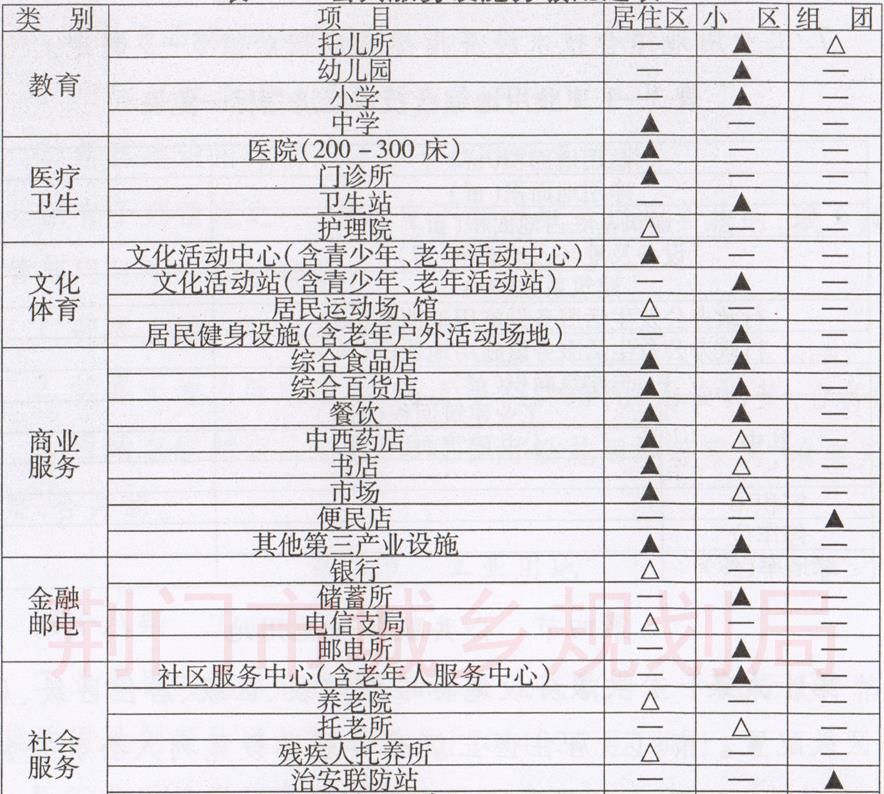 类 别 项 目 居住区 小 区 组 团
教育
托儿所 — ▲ △
幼儿园 — ▲ —
小学 — ▲ —
中学 ▲ — —
医疗
卫生
医院(200－300床) ▲ — —
门诊所 ▲ — —
卫生站 — ▲ —
护理院 △ — —
文化
体育
文化活动中心(含青少年、老年活动中心) ▲ — —
文化活动站(含青少年、老年活动站) — ▲ —
居民运动场、馆 △ — —
居民健身设施(含老年户外活动场地) — ▲ —
商业
服务
综合食品店 ▲ ▲ —
综合百货店 ▲ ▲ —
餐饮 ▲ ▲ —
中西药店 ▲ △ —
书店 ▲ △ —
市场 ▲ △ —
便民店 — — ▲
其他第三产业设施 ▲ ▲ —
金融
邮电
银行 △ — —
储蓄所 — ▲ —
电信支局 △ — —
邮电所 — ▲ —
社会
服务
社区服务中心(含老年人服务中心) — ▲ —
养老院 △ — —
托老所 — △ —
残疾人托养所 △ — —
治安联防站 — — ▲
荆门市城乡规划局